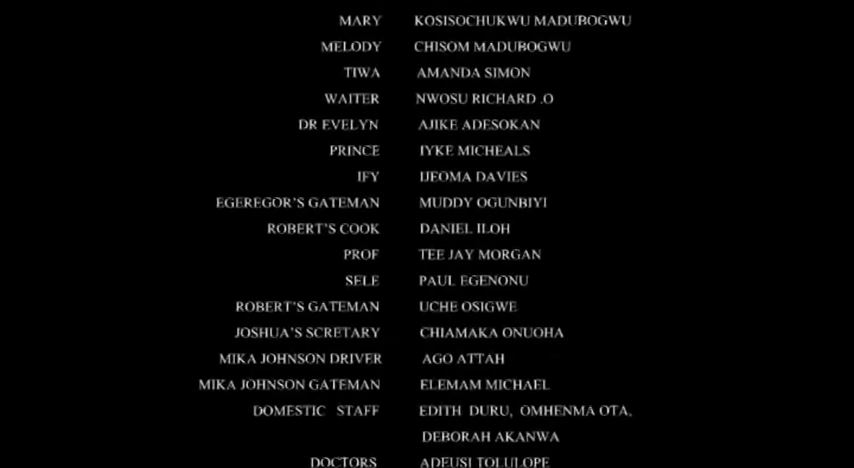 MARY KOSISOCHUKWU MADUBOGWU
MELODY CHISOM MADUBOGWU
TIWA AMANDA SIMON
WAITER NWOSU RICHARD .O
DR EVELYN AJIKE ADESOKAN
PRINCE IYKE MICHEALS
IFY IJEOMA DAVIES
EGEREGOR'S GATEMAN MUDDY OGUNBIYI
ROBERT'S COOK DANIEL ILOH
PROF TEE JAY MORGAN
SELE PAUL EGENONU
ROBERT'S GATEMAN UCHE OSIGWE
JOSHUA'S SCRETARY CHIAMAKA ONUOHA
MIKA JOHNSON DRIVER AGO ATTAH
MIKA JOHNSON GATEMAN ELEMAM MICHAEL
DOMESTIC STAFF EDITH DURU, OMHENMA OTA,
DEBORAH AKANWA
DOCTORS ADEUSI TOLULOPE